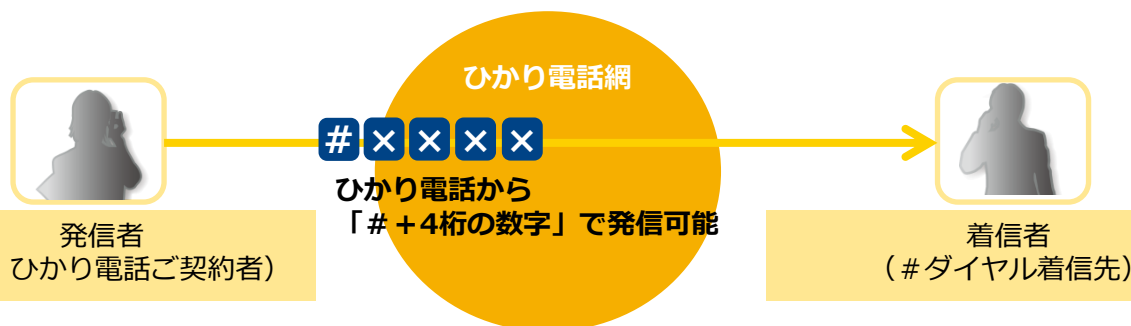 ひかり電話網
#××××
ひかり電話から
「#+4桁の数字」で発信可能
発信者
ひかり電話ご契約者)
着信者
(#ダイヤル着信先)